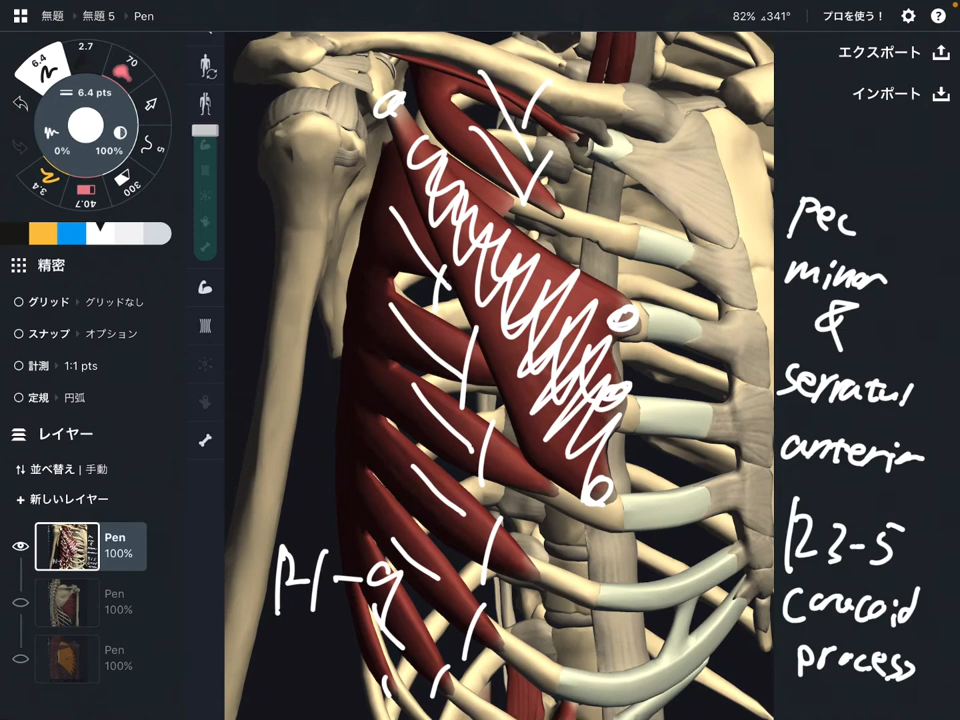 無題 無題 5 Pen
82% ⊿341° プロを使う! ?
エクスポート
インポート
2.7
6.4
70
6.4 pts
0% 100%
5
300
40.7
3.4
精密
グリッド グリッドなし
スナップ オプション
計測 1:1 pts
定規 円弧
レイヤー
並べ替え | 手動
+ 新しいレイヤー
Pen
100%
Pen
100%
Pen
100%
R1-9
pec
minor
&
serratus
anterior
R3-5
coracoid
process